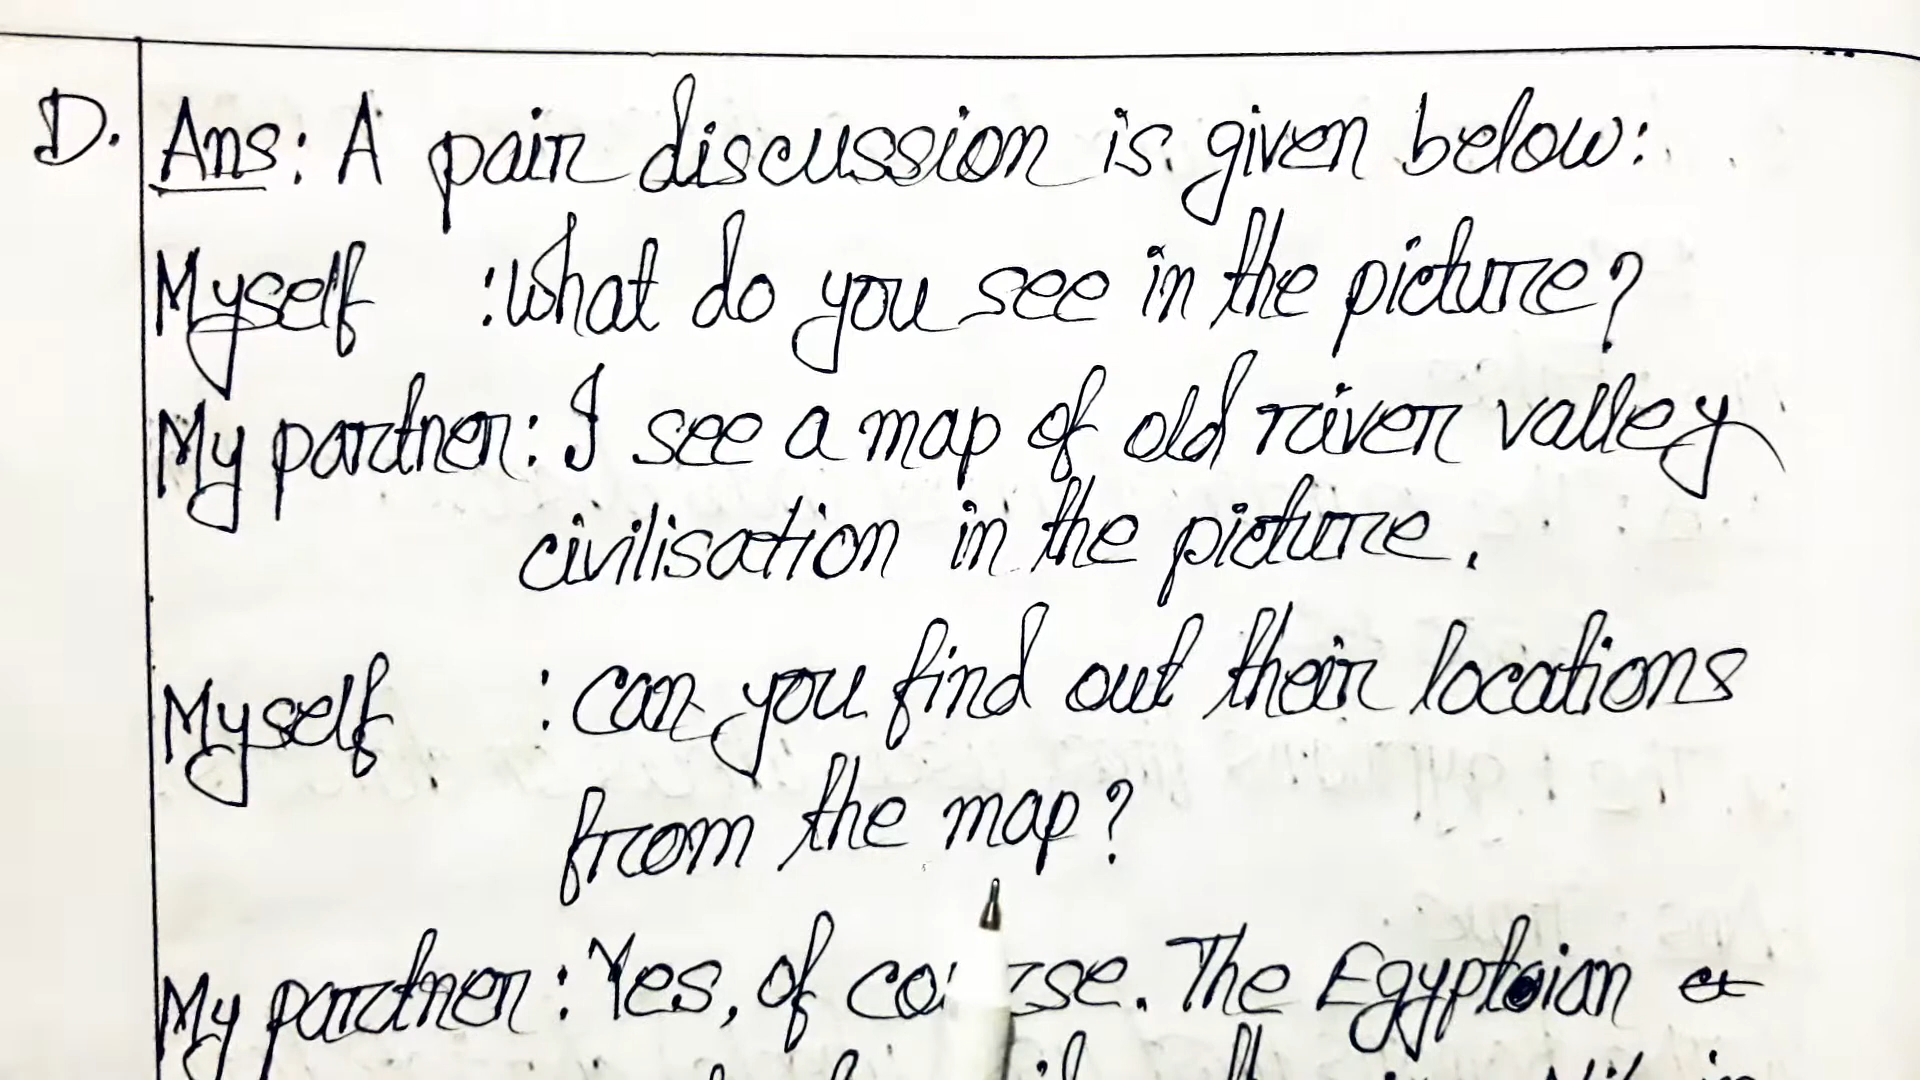 D. Ans: A pair discussion is given below:
Myself : What do you see in the picture?
My partner: I see a map of old river valley
civilisation in the picture.
Myself : can you find out their locations
from the map?
My partner: Yes, of course. The Egyptian